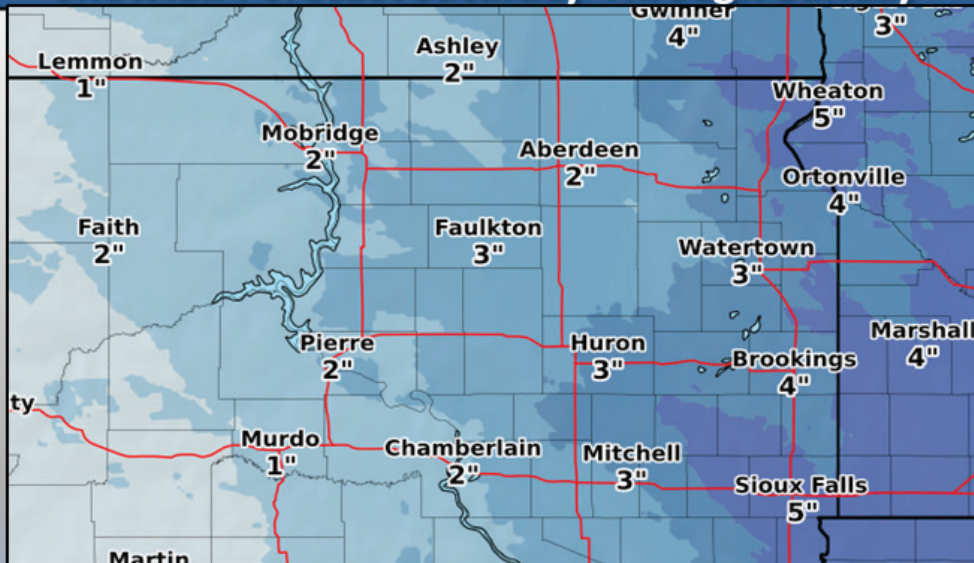 Gwinner
4"
3"
Ashley
2"
Lemmon
1"
Wheaton
5"
Mobridge
2"
Aberdeen
2"
Ortonville
4"
Faith
2"
Faulkton
3"
Watertown
3"
Marshall
4"
Pierre
2"
Huron
3"
Brookings
4"
ty
Murdo
1"
Chamberlain
2"
Mitchell
3"
Sioux Falls
5"
Martin